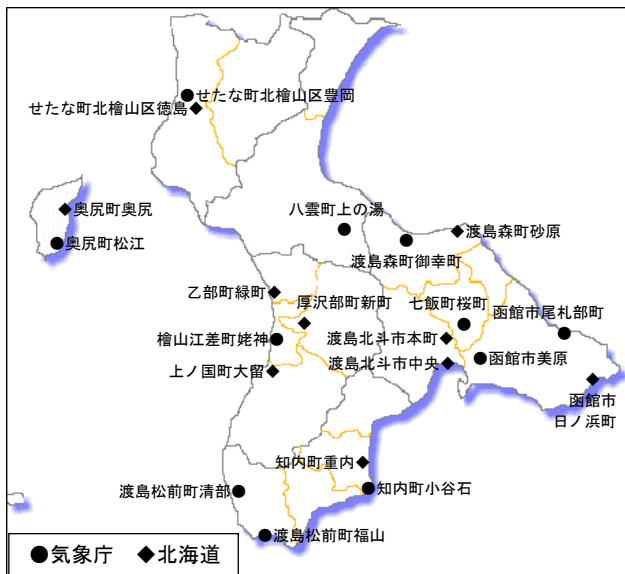 せたな町北檜山区豊岡
せたな町北檜山区徳島
奥尻町奥尻
奥尻町松江
八雲町上の湯
渡島森町砂原
渡島森町御幸町
乙部町緑町
厚沢部町新町
七飯町桜町
函館市尾札部町
檜山江差町姥神
渡島北斗市本町
渡島北斗市中央
函館市美原
上ノ国町大留
函館市
日ノ浜町
知内町重内
渡島松前町清部
知内町小谷石
渡島松前町福山
●気象庁 ◆北海道